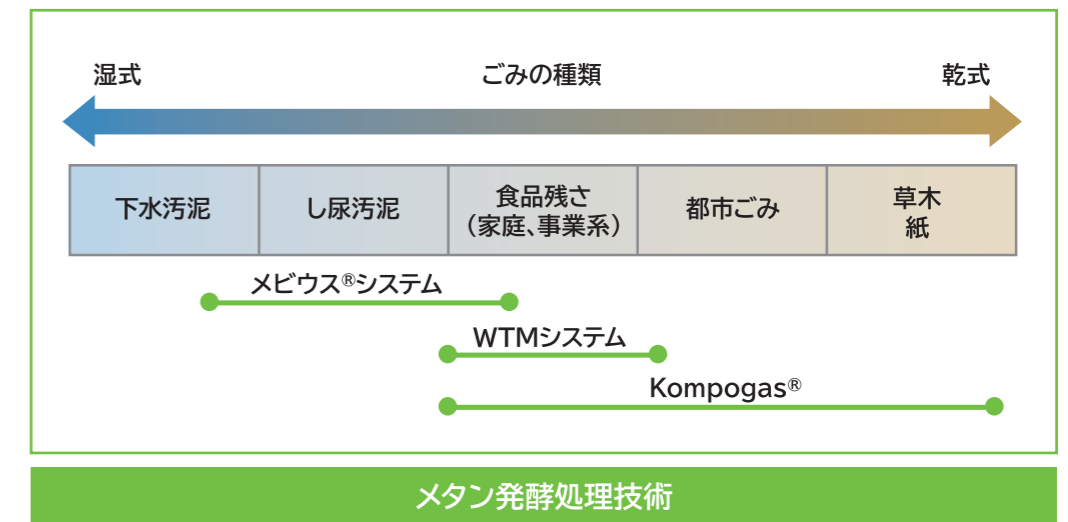 湿式 ごみの種類 乾式
下水汚泥 し尿汚泥 食品残さ 都市ごみ 草木
(家庭、事業系) 紙
メビウス®システム
WTMシステム
Kompogas®
メタン発酵処理技術